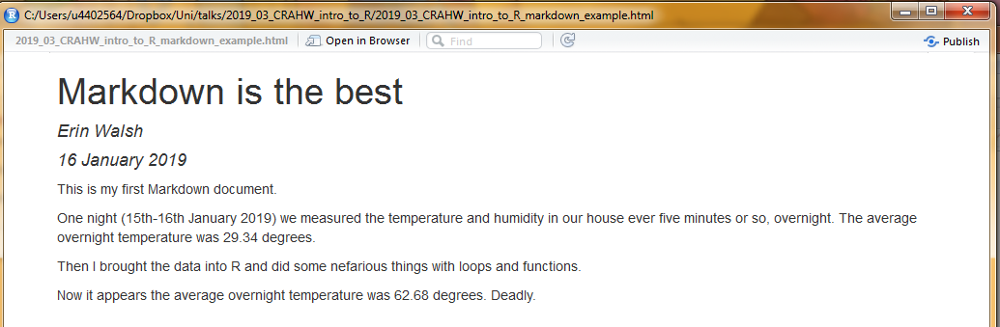 C:/Users/u4402564/Dropbox/Uni/talks/2019_03_CRAHW_intro_to_R/2019_03_CRAHW_intro_to_R_markdown_example.html
2019_03_CRAHW_intro_to_R_markdown_example.html Open in Browser Find Publish
Markdown is the best
Erin Walsh
16 January 2019
This is my first Markdown document.
One night (15th-16th January 2019) we measured the temperature and humidity in our house ever five minutes or so, overnight. The average
overnight temperature was 29.34 degrees.
Then I brought the data into R and did some nefarious things with loops and functions.
Now it appears the average overnight temperature was 62.68 degrees. Deadly.